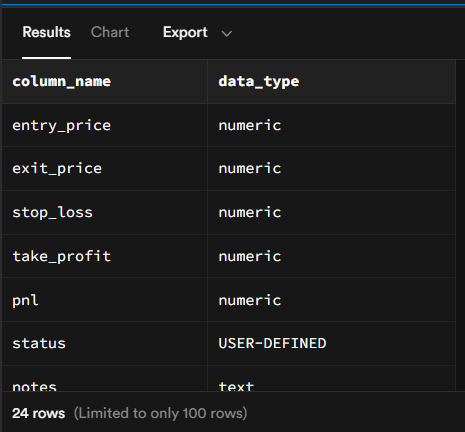 Results Chart Export
column_name data_type
entry_price numeric
exit_price numeric
stop_loss numeric
take_profit numeric
pnl numeric
status USER-DEFINED
notes text
24 rows (Limited to only 100 rows)